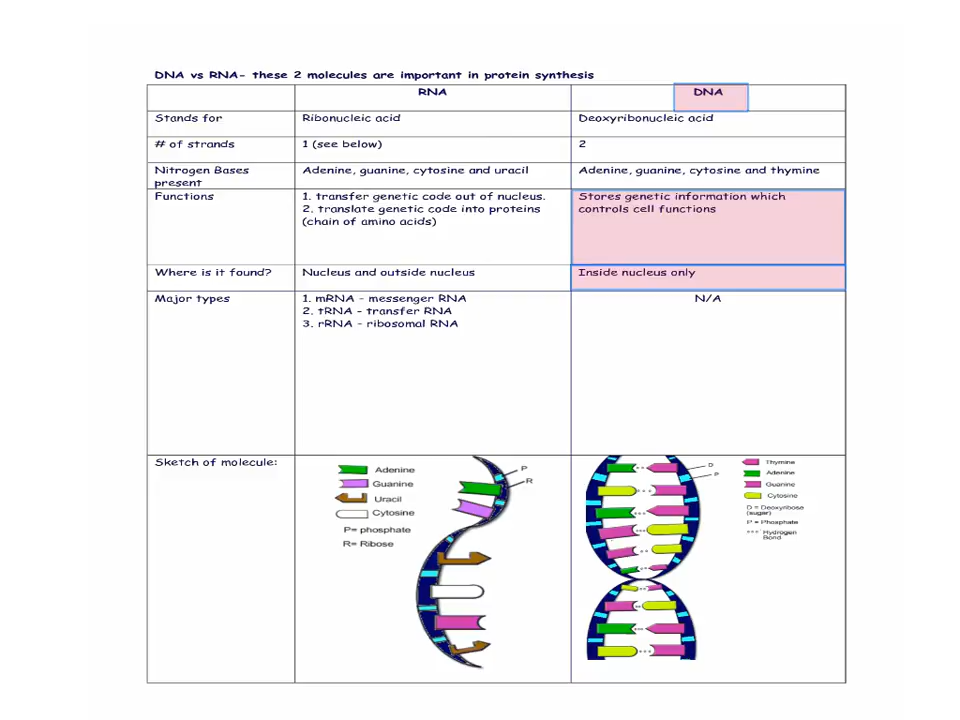 DNA vs RNA- these 2 molecules are important in protein synthesis
RNA
DNA
Stands for
Ribonucleic acid
Deoxyribonucleic acid
# of strands
1 (see below)
2
Nitrogen Bases
present
Adenine, guanine, cytosine and uracil
Adenine, guanine, cytosine and thymine
Functions
1. transfer genetic code out of nucleus.
2. translate genetic code into proteins
(chain of amino acids)
Stores genetic information which
controls cell functions
Where is it found?
Nucleus and outside nucleus
Inside nucleus only
Major types
1. mRNA - messenger RNA
2. tRNA - transfer RNA
3. rRNA - ribosomal RNA
N/A
Sketch of molecule:
Adenine
Guanine
Uracil
Cytosine
P= phosphate
R= Ribose
P
R
D
P
Thymine
Adenine
Guanine
Cytosine
D = Deoxyribose
(sugar)
P = Phosphate
*** Hydrogen
Bond